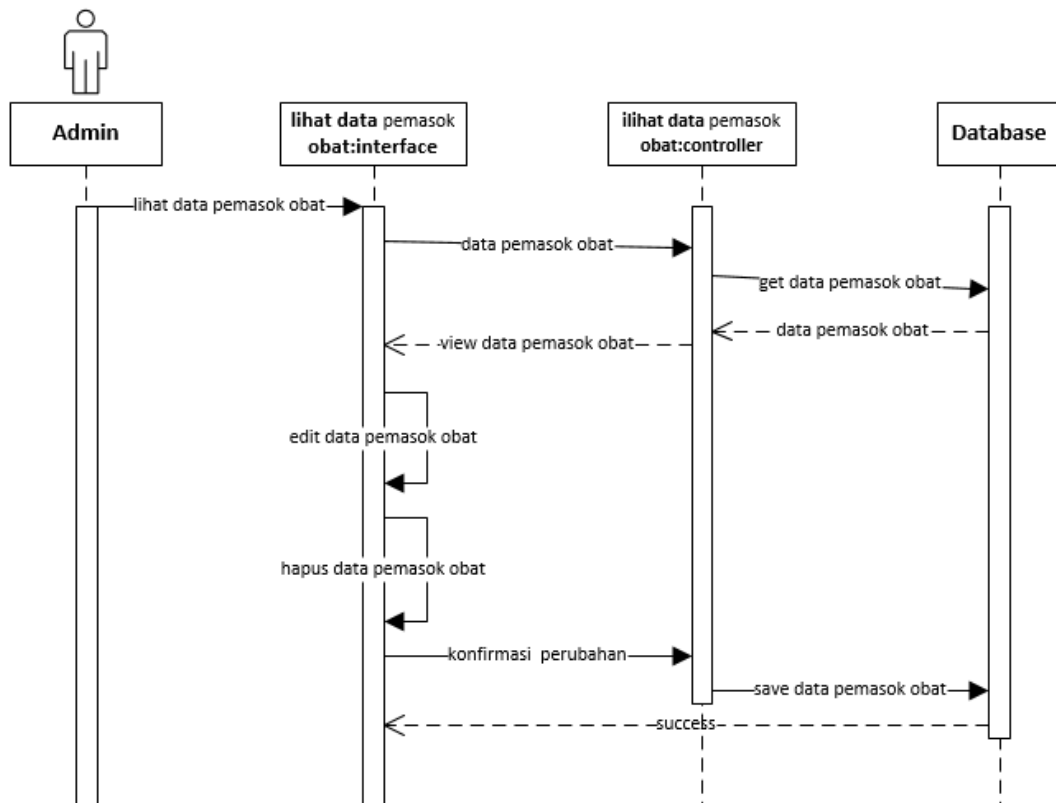 Admin
lihat data pemasok
obat:interface
ilihat data pemasok
obat:controller
Database
lihat data pemasok obat
data pemasok obat
get data pemasok obat
data pemasok obat
view data pemasok obat
edit data pemasok obat
hapus data pemasok obat
konfirmasi perubahan
save data pemasok obat
success